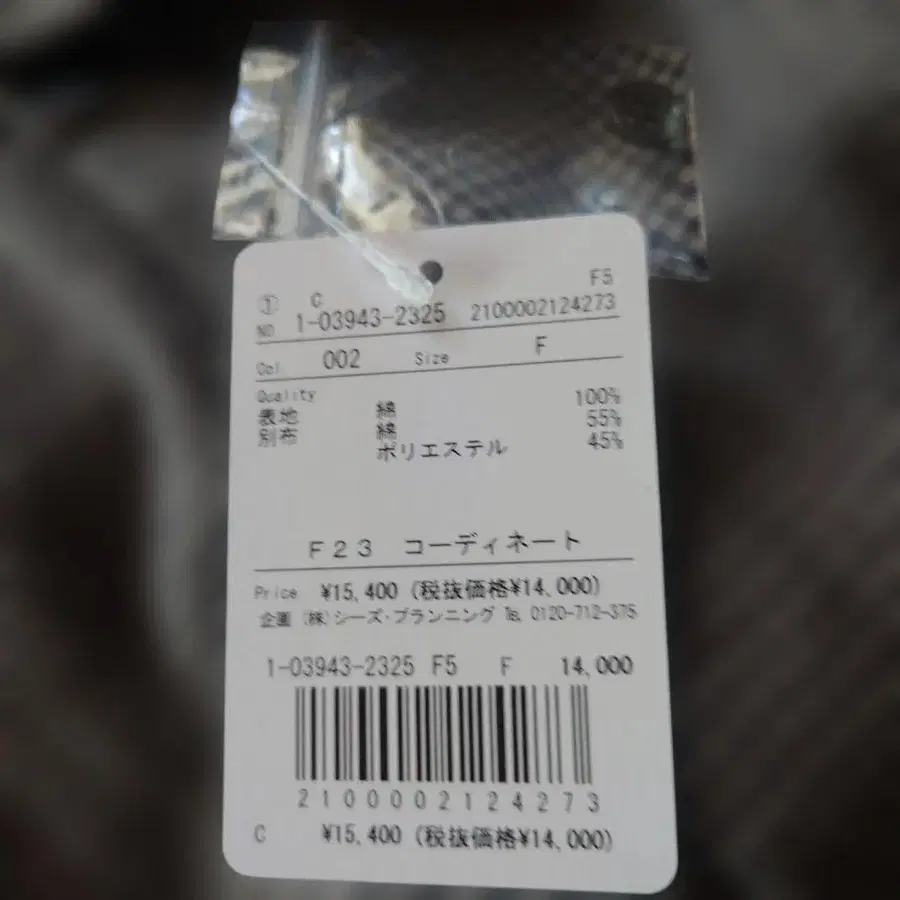 F5
① C
NO 1-03943-2325 2100002124273
Col 002 Size F
Quality
表地 綿 100%
別布 綿 55%
ポリエステル 45%
F23 コーディネート
Price ¥15,400 (税抜価格¥14,000)
企画 (株)シーズ・プランニング ℡ 0120-712-375
1-03943-2325 F5 F 14,000
2100002124273
C ¥15,400 (税抜価格¥14,000)